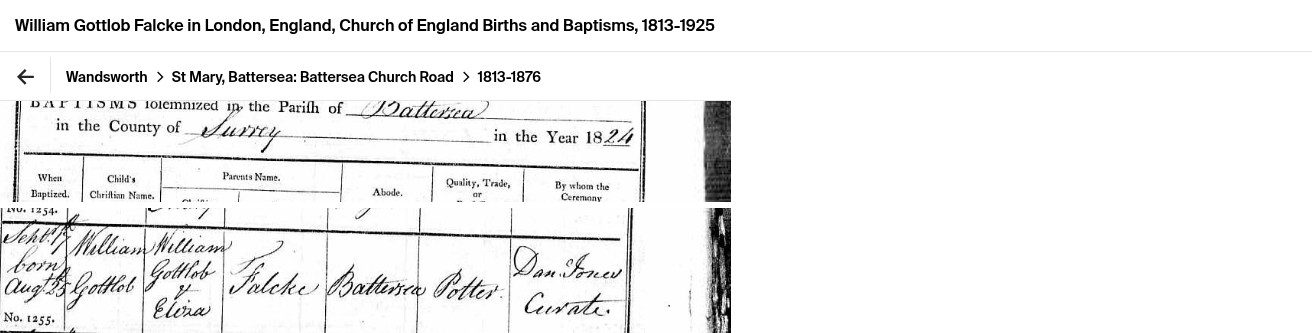 William Gottlob Falcke in London, England, Church of England Births and Baptisms, 1813-1925
Wandsworth > St Mary, Battersea: Battersea Church Road > 1813-1876
BAPTISMS solemnized in the Parish of Battersea
in the County of Surrey in the Year 1824
When Baptized.
Child's Christian Name.
Parents Name.
Abode.
Quality, Trade, or
By whom the Ceremony
No. 1254.
Septr. 17th born Augt. 25
William Gottlob
William Gottlob & Eliza
Falcke
Battersea
Potter.
Dan. Jones Curate.
No. 1255.